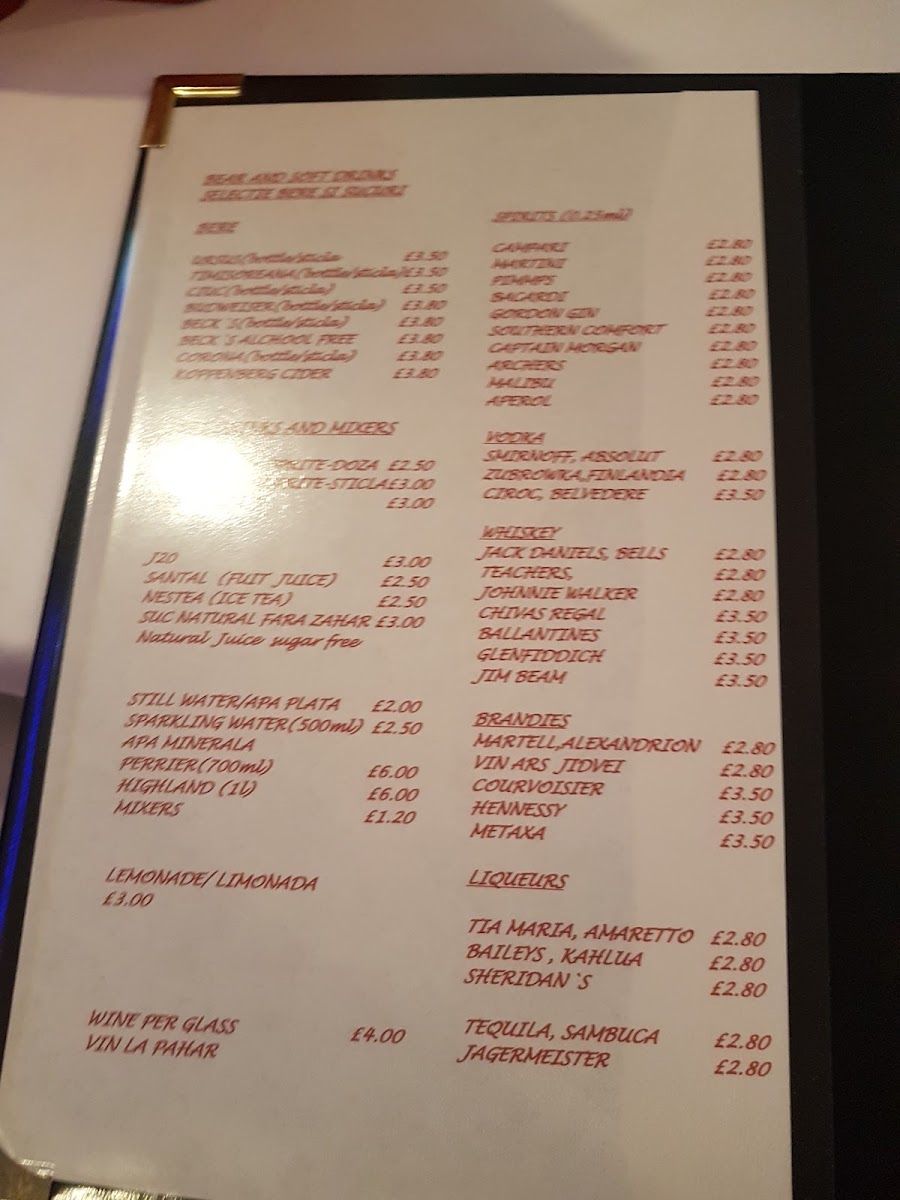 BEAR AND SOFT DRINKS
SELECTIE BERE SI SUCURI
BERE
URSUS(bottle/sticla £3.50
TIMISOREANA(bottle/sticla)£3.50
CIUC(bottle/sticla) £3.50
BUDWEISER(bottle/sticla) £3.80
BECK`S(bottle/sticla) £3.80
BECK`S ALCHOOL FREE £3.80
CORONA(bottle/sticla) £3.80
KOPPENBERG CIDER £3.80
AND MIXERS
-DOZA £2.50
-STICLA£3.00
£3.00
J20 £3.00
SANTAL (FUIT JUICE) £2.50
NESTEA (ICE TEA) £2.50
SUC NATURAL FARA ZAHAR £3.00
Natural Juice sugar free
STILL WATER/APA PLATA £2.00
SPARKLING WATER(500ml) £2.50
APA MINERALA
PERRIER(700ml) £6.00
HIGHLAND (1l) £6.00
MIXERS £1.20
LEMONADE/ LIMONADA
£3.00
WINE PER GLASS £4.00
VIN LA PAHAR
SPIRITS (0.25ml)
CAMPARI £2.80
MARTINI £2.80
PIMMPS £2.80
BACARDI £2.80
GORDON GIN £2.80
SOUTHERN COMFORT £2.80
CAPTAIN MORGAN £2.80
ARCHERS £2.80
MALIBU £2.80
APEROL £2.80
VODKA
SMIRNOFF, ABSOLUT £2.80
ZUBROWKA,FINLANDIA £2.80
CIROC, BELVEDERE £3.50
WHISKEY
JACK DANIELS, BELLS £2.80
TEACHERS, £2.80
JOHNNIE WALKER £2.80
CHIVAS REGAL £3.50
BALLANTINES £3.50
GLENFIDDICH £3.50
JIM BEAM £3.50
BRANDIES
MARTELL,ALEXANDRION £2.80
VIN ARS JIDVEI £2.80
COURVOISIER £3.50
HENNESSY £3.50
METAXA £3.50
LIQUEURS
TIA MARIA, AMARETTO £2.80
BAILEYS , KAHLUA £2.80
SHERIDAN`S £2.80
TEQUILA, SAMBUCA £2.80
JAGERMEISTER £2.80